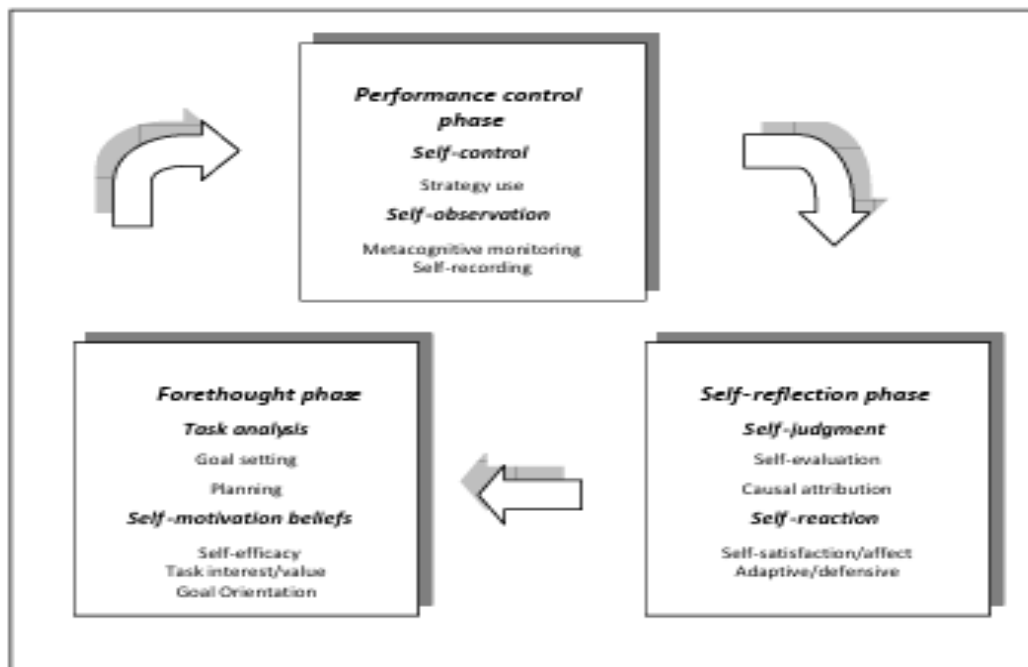 Performance control
phase
Self-control
Strategy use
Self-observation
Metacognitive monitoring
Self-recording
Forethought phase
Task analysis
Goal setting
Planning
Self-motivation beliefs
Self-efficacy
Task interest/value
Goal Orientation
Self-reflection phase
Self-judgment
Self-evaluation
Causal attribution
Self-reaction
Self-satisfaction/affect
Adaptive/defensive